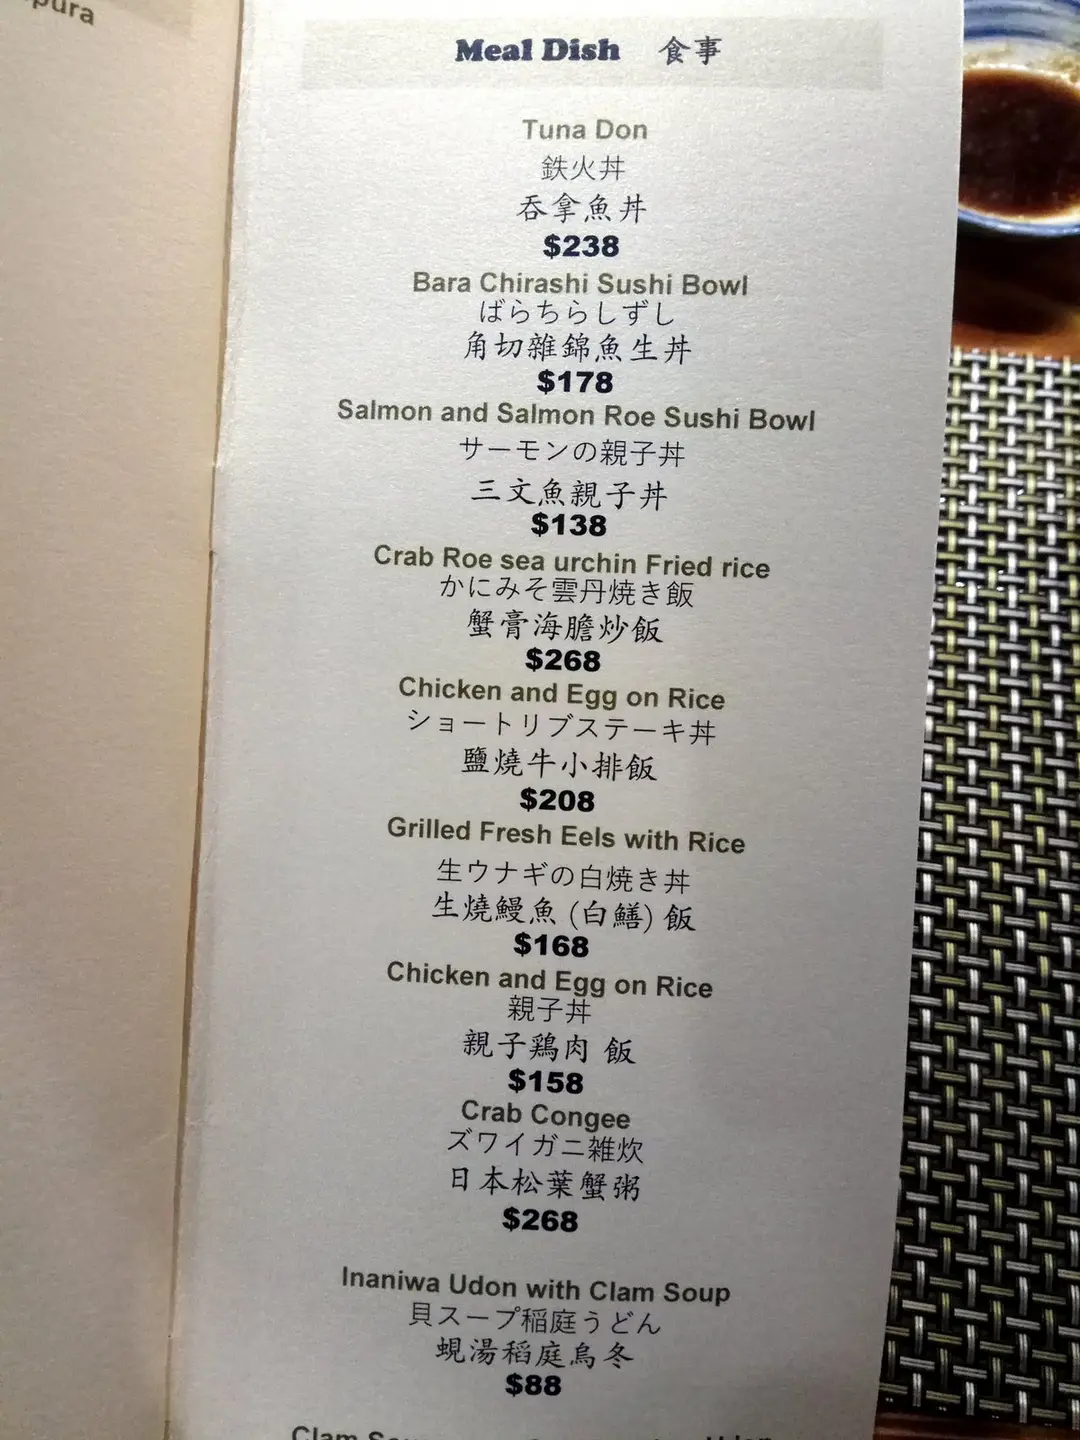 Meal Dish 食事
Tuna Don
鉄火丼
吞拿魚丼
$238
Bara Chirashi Sushi Bowl
ばらちらしずし
角切雜錦魚生丼
$178
Salmon and Salmon Roe Sushi Bowl
サーモンの親子丼
三文魚親子丼
$138
Crab Roe sea urchin Fried rice
かにみそ雲丹焼き飯
蟹膏海膽炒飯
$268
Chicken and Egg on Rice
ショートリブステーキ丼
鹽燒牛小排飯
$208
Grilled Fresh Eels with Rice
生ウナギの白焼き丼
生燒鰻魚 (白鱔) 飯
$168
Chicken and Egg on Rice
親子丼
親子鶏肉 飯
$158
Crab Congee
ズワイガニ雑炊
日本松葉蟹粥
$268
Inaniwa Udon with Clam Soup
貝スープ稲庭うどん
蜆湯稻庭烏冬
$88